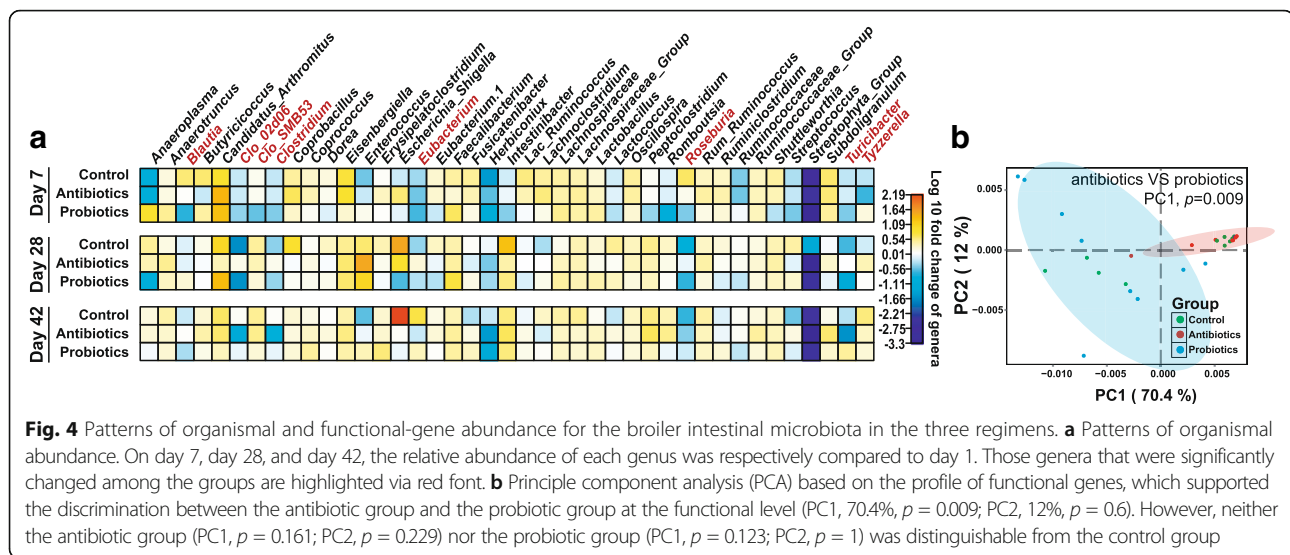 a
Anaeroplasma
Anaerotruncus
Blautia
Butyricicoccus
Candidatus_Arthromitus
Clo_02d06
Clo_SMB53
Clostridium
Coprobacillus
Coprococcus
Dorea
Eisenbergiella
Enterococcus
Erysipelatoclostridium
Escherichia_Shigella
Eubacterium
Eubacterium.1
Faecalibacterium
Fusicatenibacter
Herbiconiux
Intestinibacter
Lac_Ruminococcus
Lachnoclostridium
Lachnospiraceae
Lachnospiraceae_Group
Lactobacillus
Lactococcus
Oscillospira
Peptoclostridium
Romboutsia
Roseburia
Rum_Ruminococcus
Ruminiclostridium
Ruminococcaceae
Ruminococcaceae_Group
Shuttleworthia
Streptococcus
Streptophyta_Group
Subdoligranulum
Turicibacter
Tyzzerella
Day 7
Control
Antibiotics
Probiotics
Day 28
Control
Antibiotics
Probiotics
Day 42
Control
Antibiotics
Probiotics
2.19
1.64
1.09
0.54
0.01
-0.56
-1.11
-1.66
-2.21
-2.75
-3.3
Log 10 fold change of genera
b
antibiotics VS probiotics
PC1, p=0.009
0.005
0.000
−0.005
PC2 ( 12 %)
Group
Control
Antibiotics
Probiotics
−0.010
−0.005
0.000
0.005
PC1 ( 70.4 %)
Fig. 4 Patterns of organismal and functional-gene abundance for the broiler intestinal microbiota in the three regimens. a Patterns of organismal
abundance. On day 7, day 28, and day 42, the relative abundance of each genus was respectively compared to day 1. Those genera that were significantly
changed among the groups are highlighted via red font. b Principle component analysis (PCA) based on the profile of functional genes, which supported
the discrimination between the antibiotic group and the probiotic group at the functional level (PC1, 70.4%, p = 0.009; PC2, 12%, p = 0.6). However, neither
the antibiotic group (PC1, p = 0.161; PC2, p = 0.229) nor the probiotic group (PC1, p = 0.123; PC2, p = 1) was distinguishable from the control group